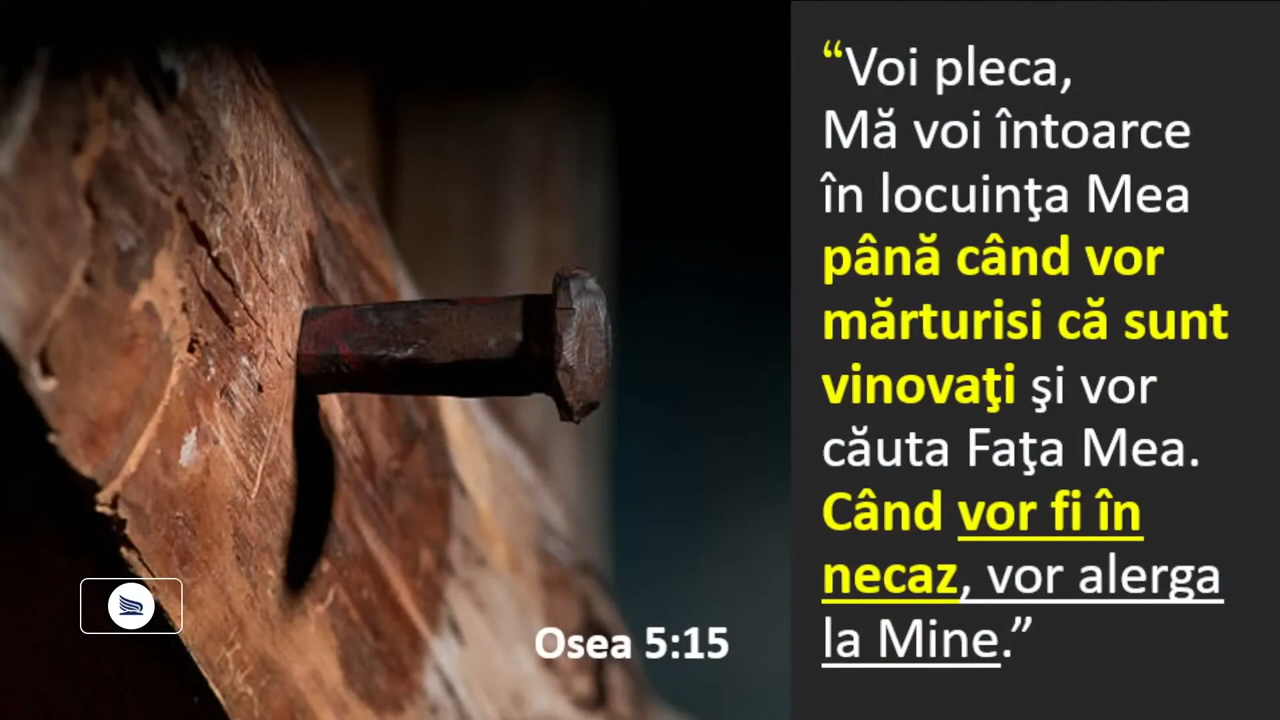 “Voi pleca,
Mă voi întoarce
în locuinţa Mea
până când vor
mărturisi că sunt
vinovaţi şi vor
căuta Faţa Mea.
Când vor fi în
necaz, vor alerga
la Mine.”
Osea 5:15